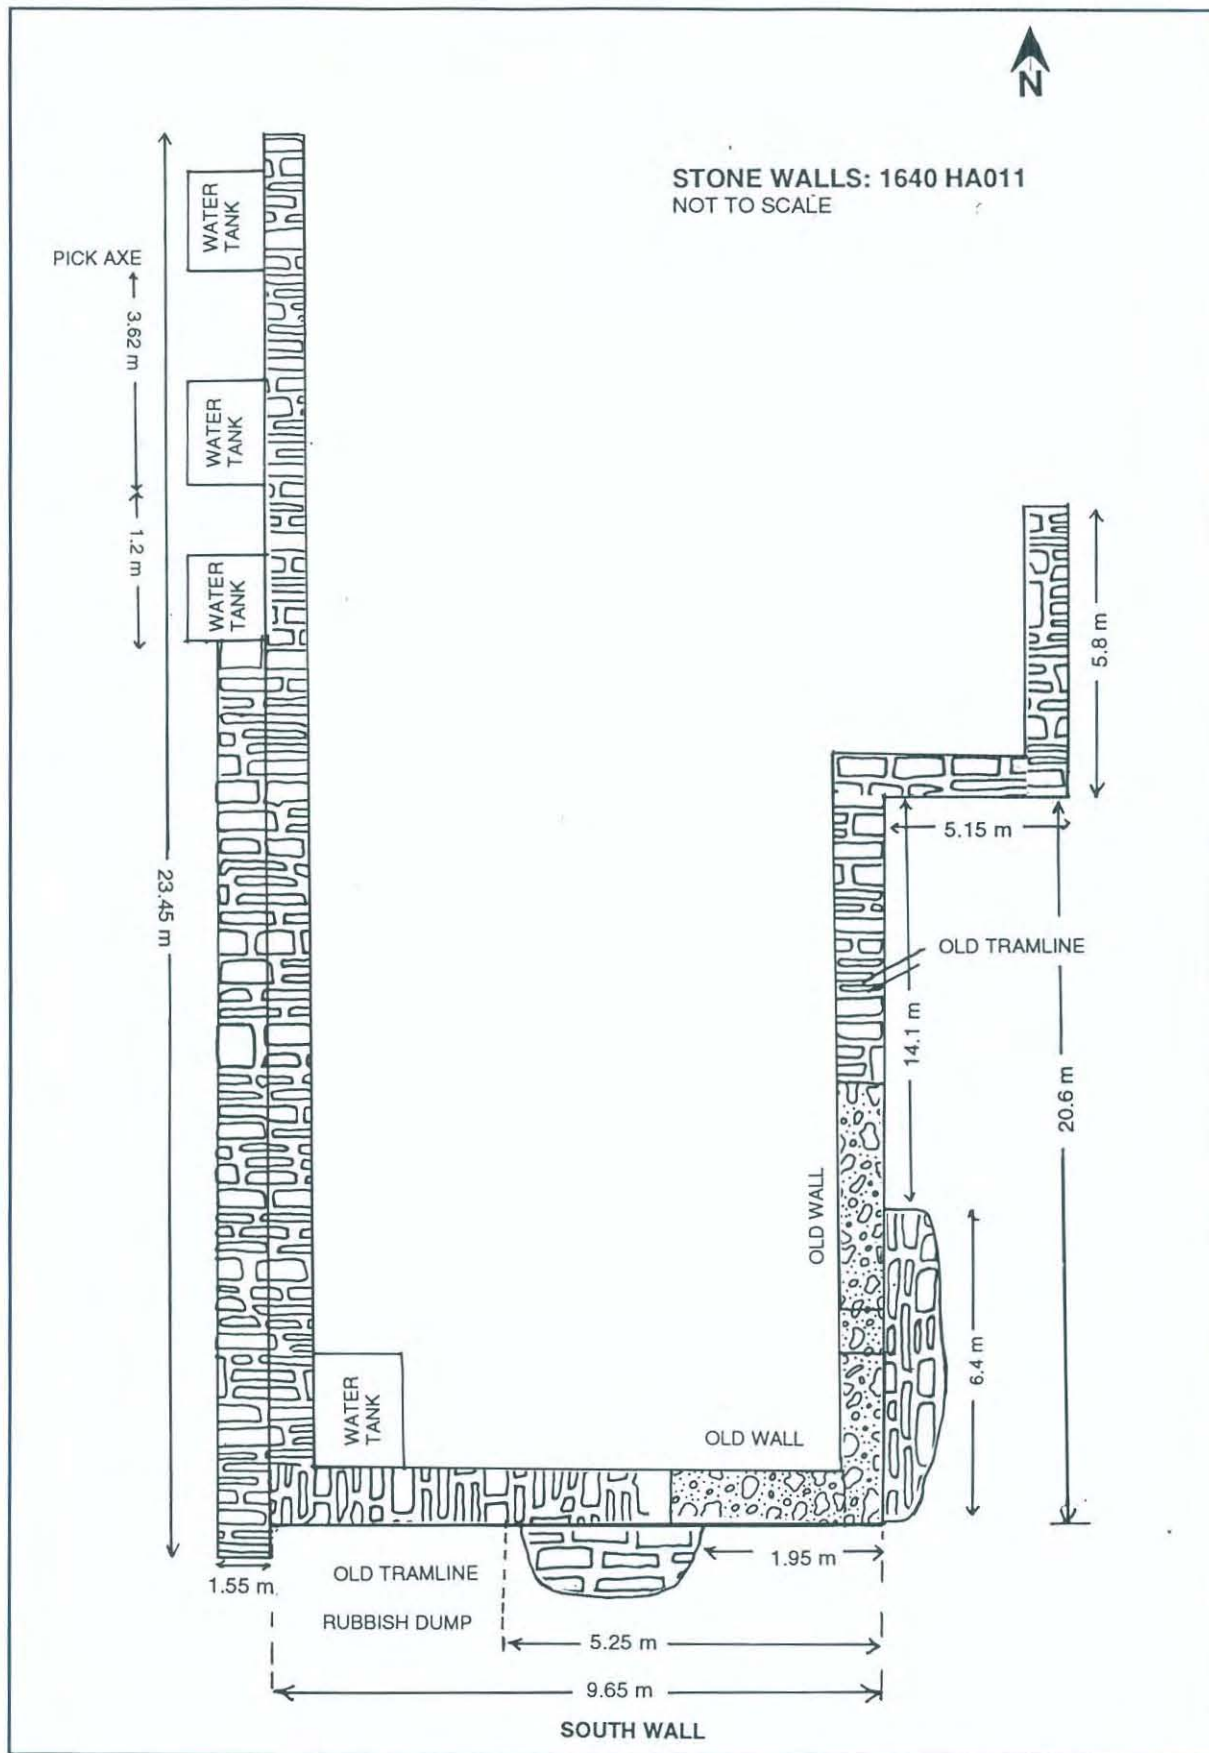 N
STONE WALLS: 1640 HA011
NOT TO SCALE
WATER
TANK
PICK AXE
3.62 m
WATER
TANK
1.2 m
WATER
TANK
5.8 m
5.15 m
23.45 m
OLD TRAMLINE
14.1 m
20.6 m
OLD WALL
6.4 m
WATER
TANK
OLD WALL
1.55 m
OLD TRAMLINE
1.95 m
RUBBISH DUMP
5.25 m
9.65 m
SOUTH WALL